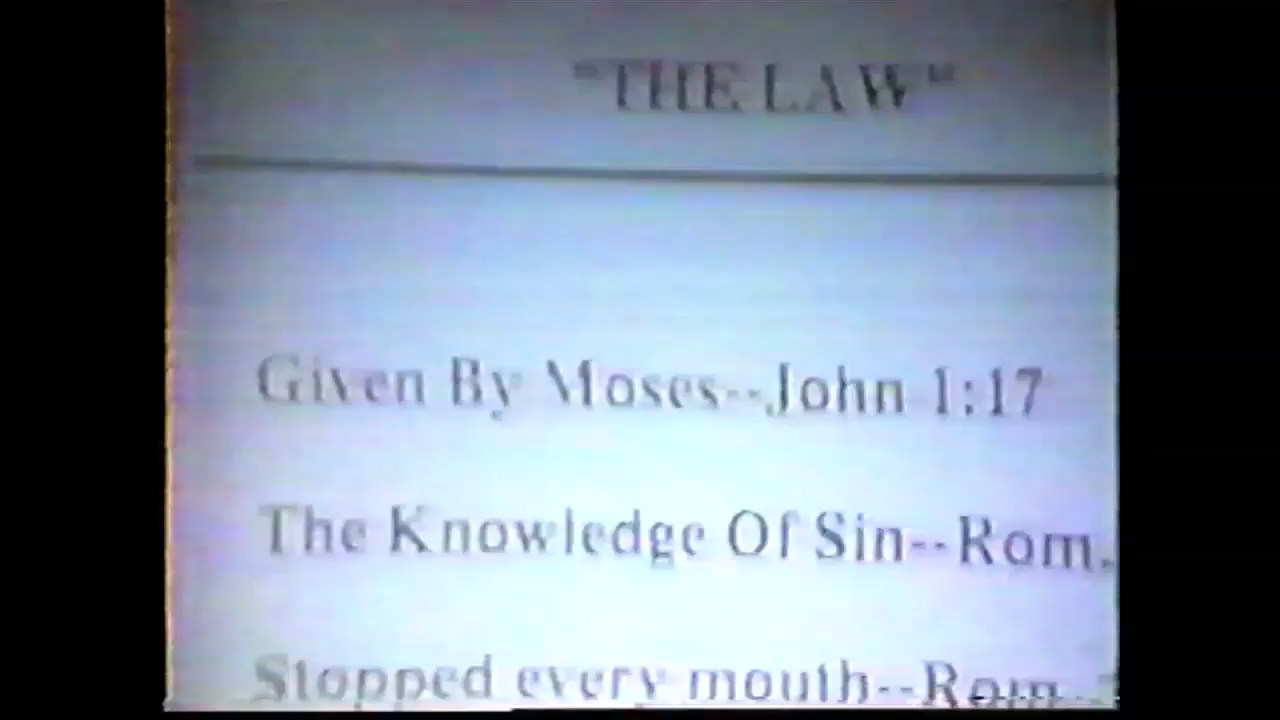 "THE LAW"
Given By Moses--John 1:17
The Knowledge Of Sin--Rom.
Stopped every mouth--Rom.